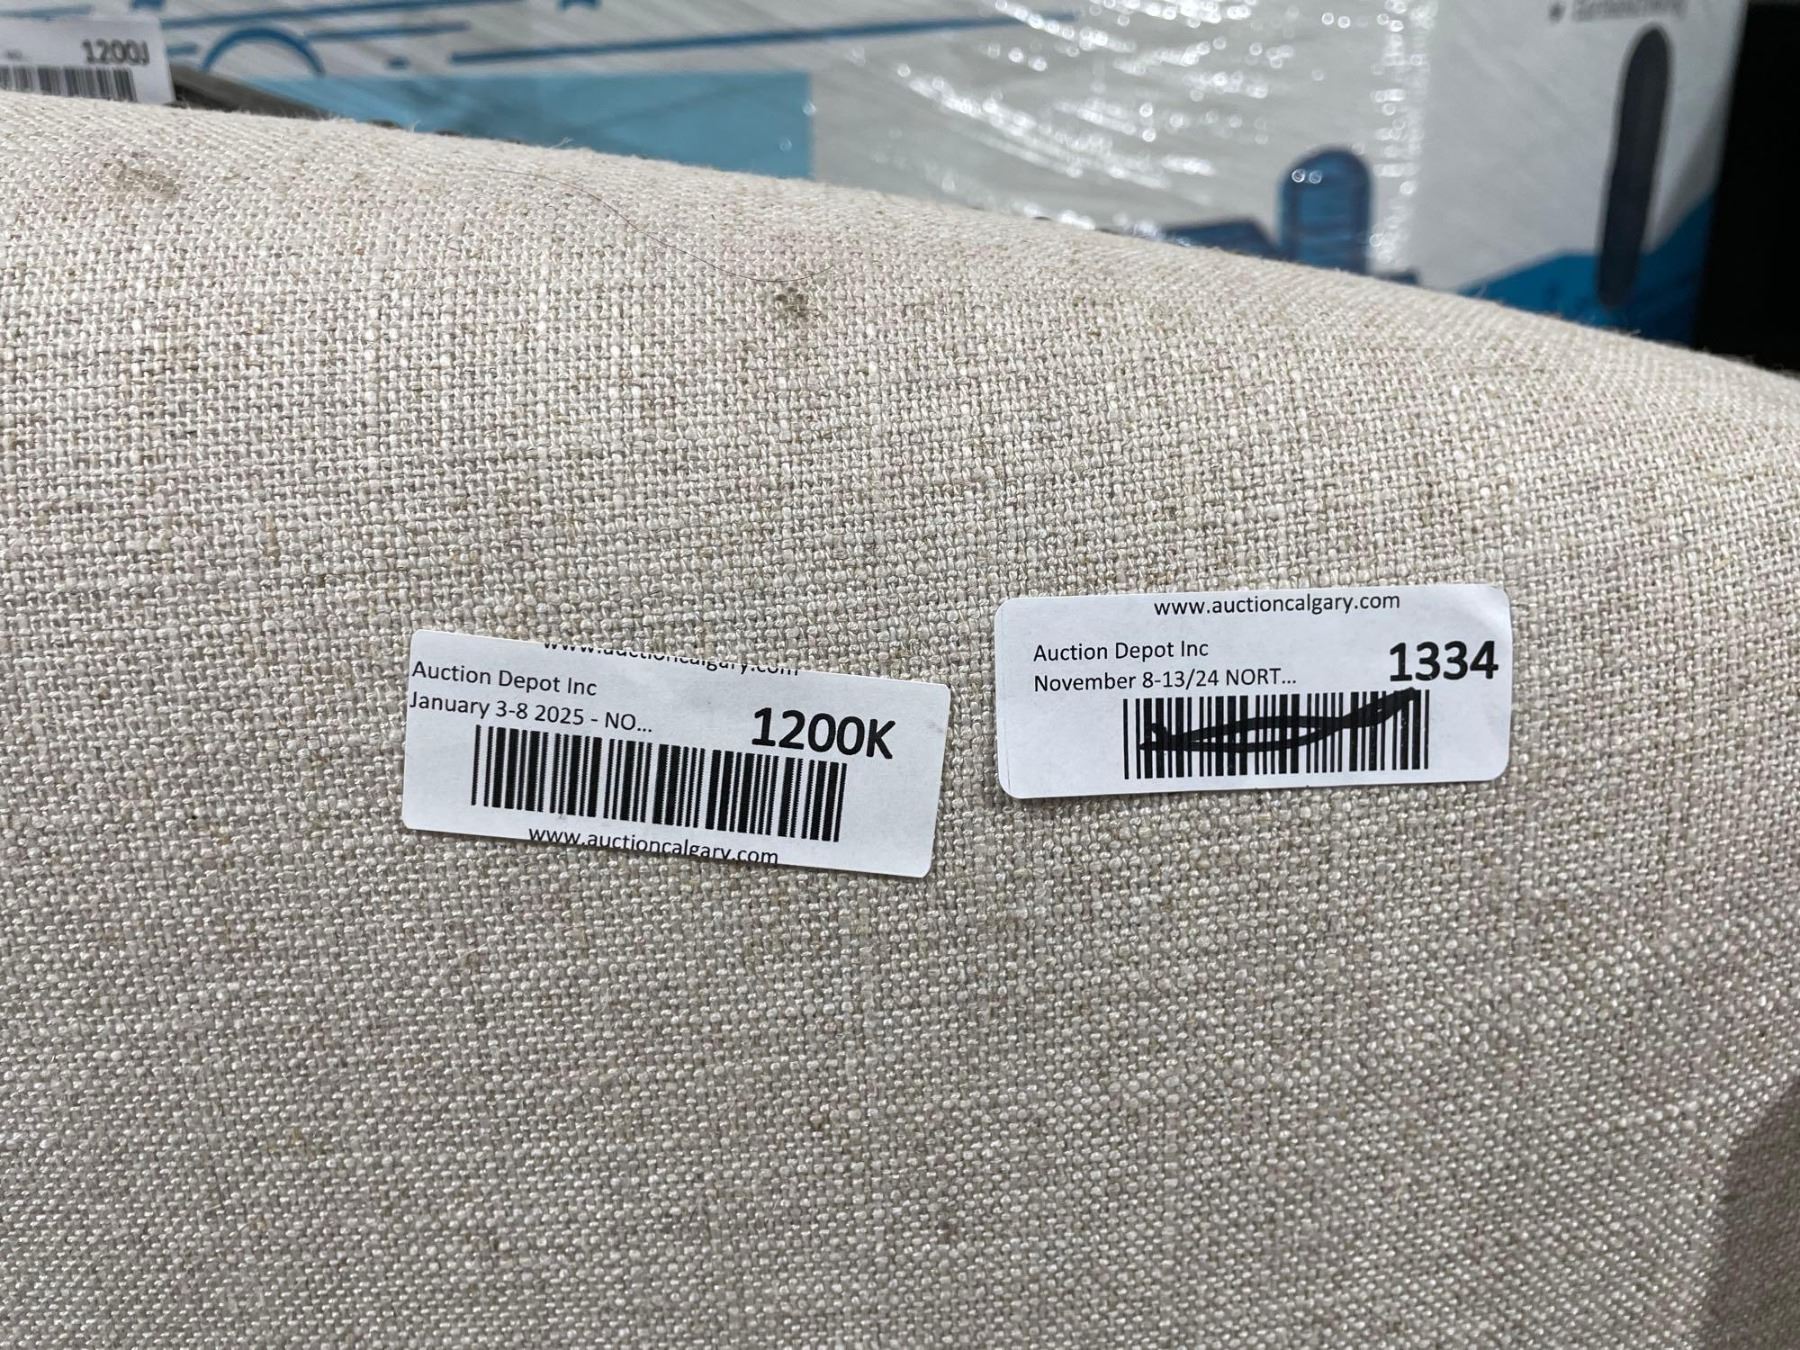 1200J
www.auctioncalgary.com
Auction Depot Inc
January 3-8 2025 - NO...
1200K
www.auctioncalgary.com
www.auctioncalgary.com
Auction Depot Inc
November 8-13/24 NORT...
1334